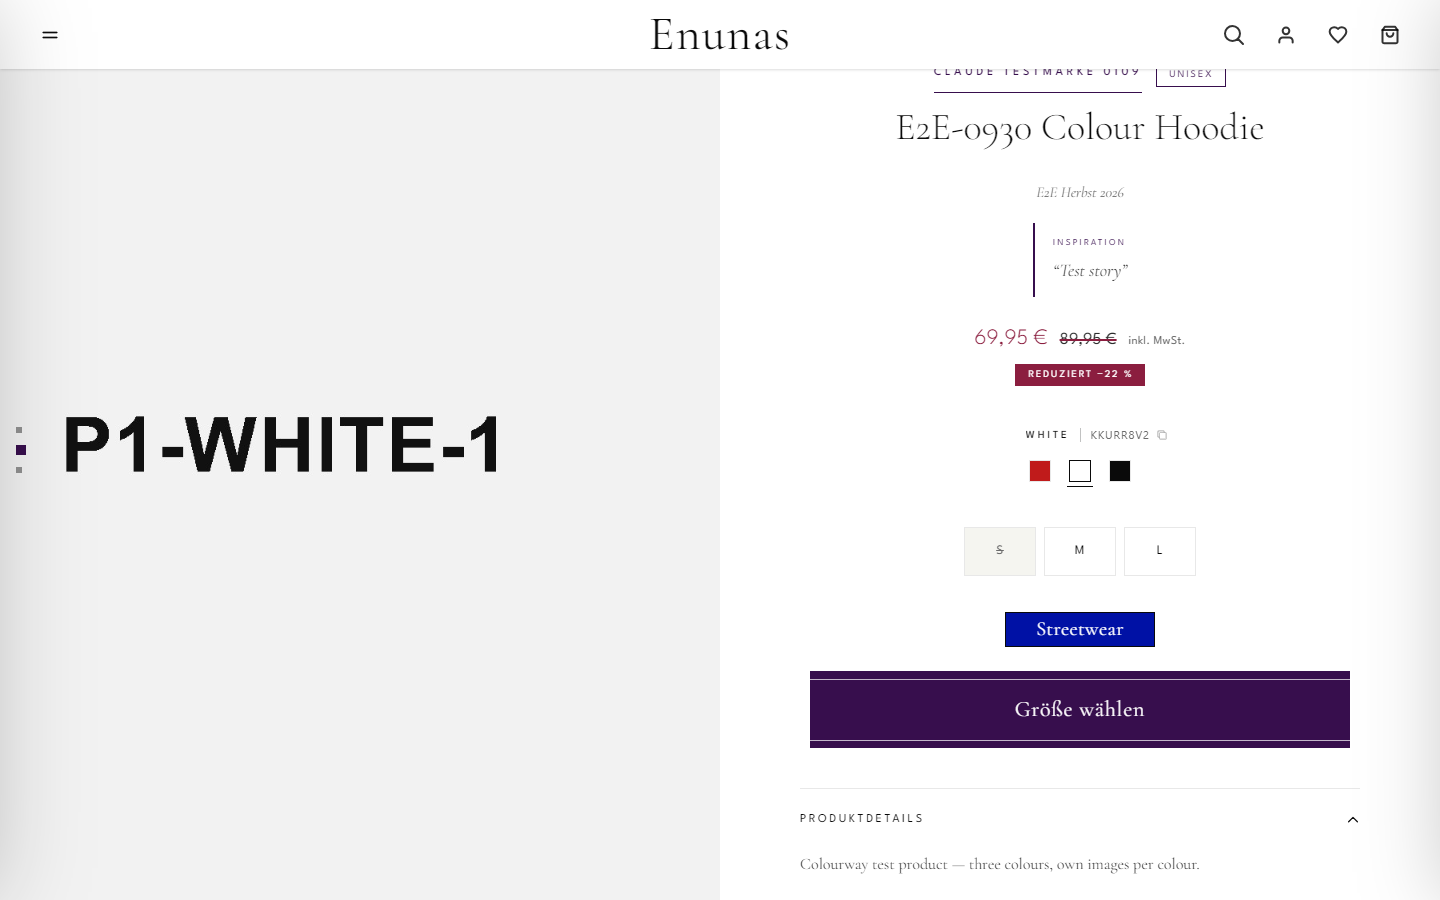 Enunas
CLAUDE TESTMARKE 0109
UNISEX
E2E-0930 Colour Hoodie
E2E Herbst 2026
INSPIRATION
“Test story”
69,95 € 89,95 € inkl. MwSt.
REDUZIERT −22 %
P1-WHITE-1
WHITE KKURR8V2
S M L
Streetwear
Größe wählen
PRODUKTDETAILS
Colourway test product — three colours, own images per colour.